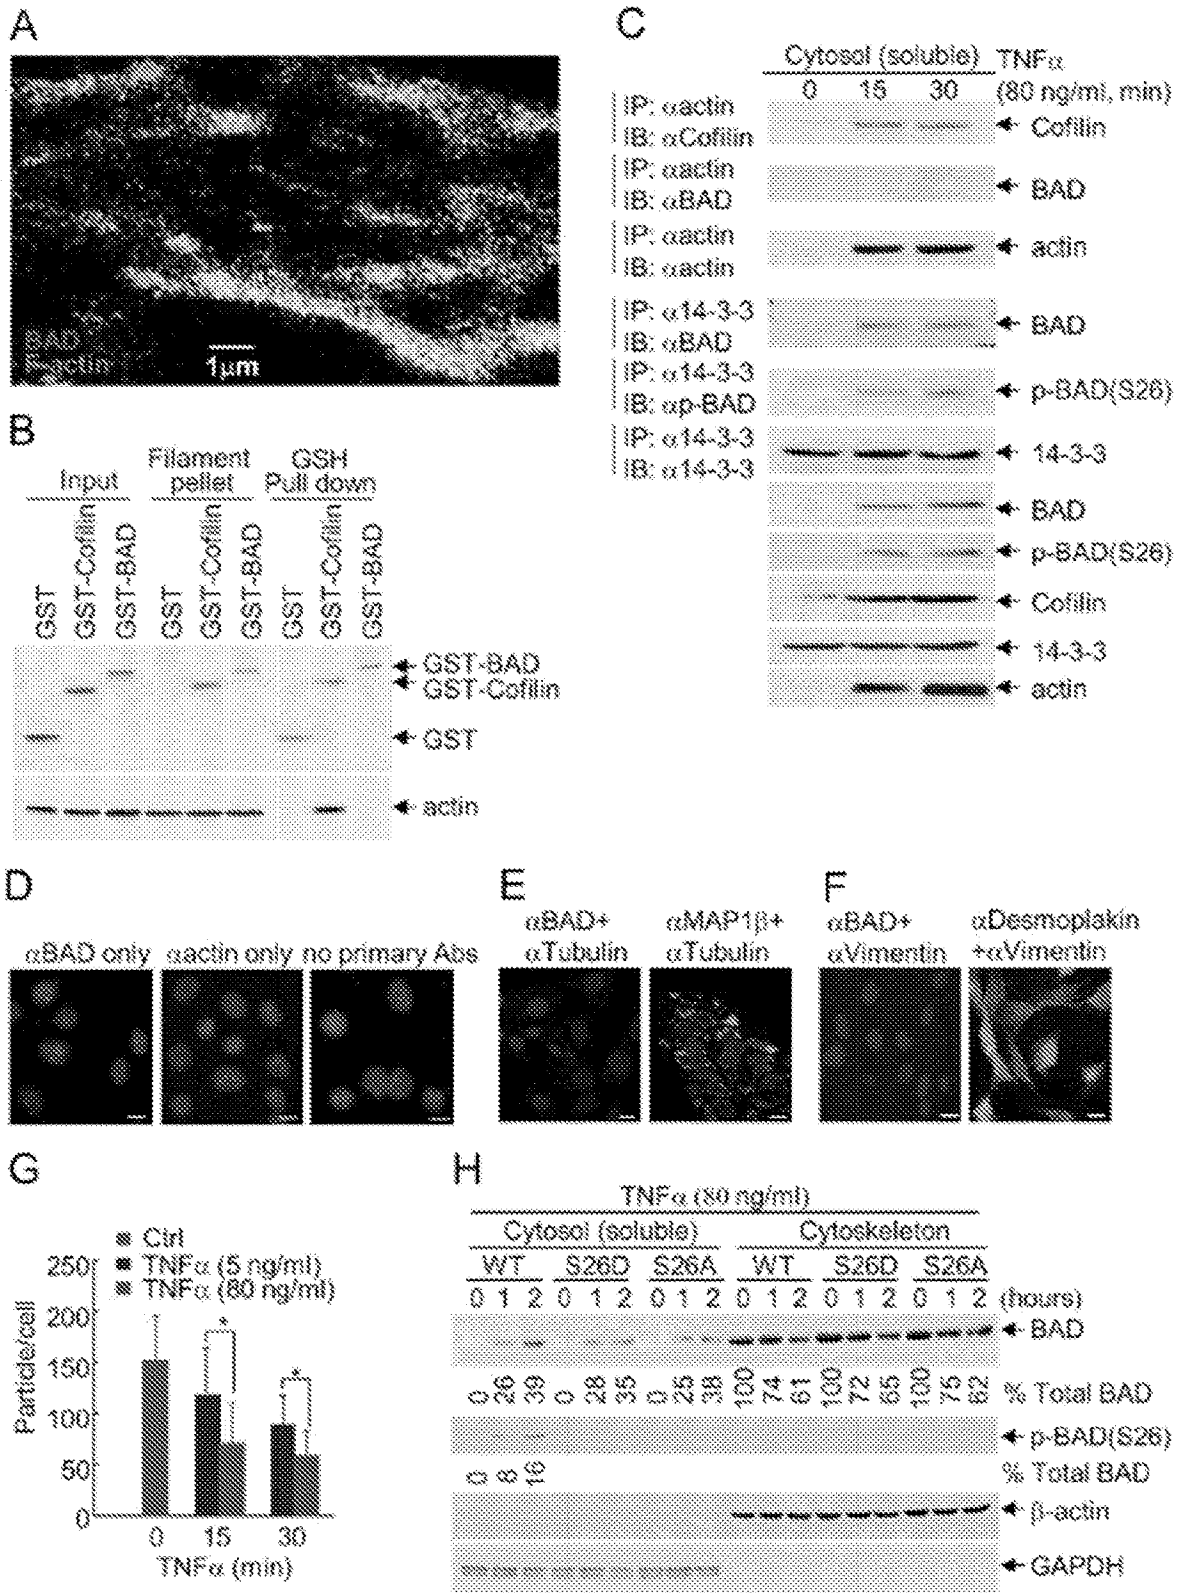 A
BAD
F-actin
1μm
B
Input
Filament pellet
GSH Pull down
GST
GST-Cofilin
GST-BAD
GST
GST-Cofilin
GST-BAD
GST
GST-Cofilin
GST-BAD
GST-BAD
GST-Cofilin
GST
actin
C
Cytosol (soluble) TNFα
0 15 30 (80 ng/ml, min)
IP: αactin
IB: αCofilin
Cofilin
IP: αactin
IB: αBAD
BAD
IP: αactin
IB: αactin
actin
IP: α14-3-3
IB: αBAD
BAD
IP: α14-3-3
IB: αp-BAD
p-BAD(S26)
IP: α14-3-3
IB: α14-3-3
14-3-3
BAD
p-BAD(S26)
Cofilin
14-3-3
actin
D
αBAD only αactin only no primary Abs
E
αBAD+
αTubulin
αMAP1β+
αTubulin
F
αBAD+
αVimentin
αDesmoplakin
+αVimentin
G
Ctrl
TNFα (5 ng/ml)
TNFα (80 ng/ml)
Particle/cell
250
200
150
100
50
0
* *
0 15 30
TNFα (min)
H
TNFα (80 ng/ml)
Cytosol (soluble) Cytoskeleton
WT S26D S26A WT S26D S26A
0 1 2 0 1 2 0 1 2 0 1 2 0 1 2 0 1 2 (hours)
BAD
0 26 39 0 28 35 0 25 38 100 74 61 100 72 65 100 75 62 % Total BAD
p-BAD(S26)
0 8 16 % Total BAD
β-actin
GAPDH